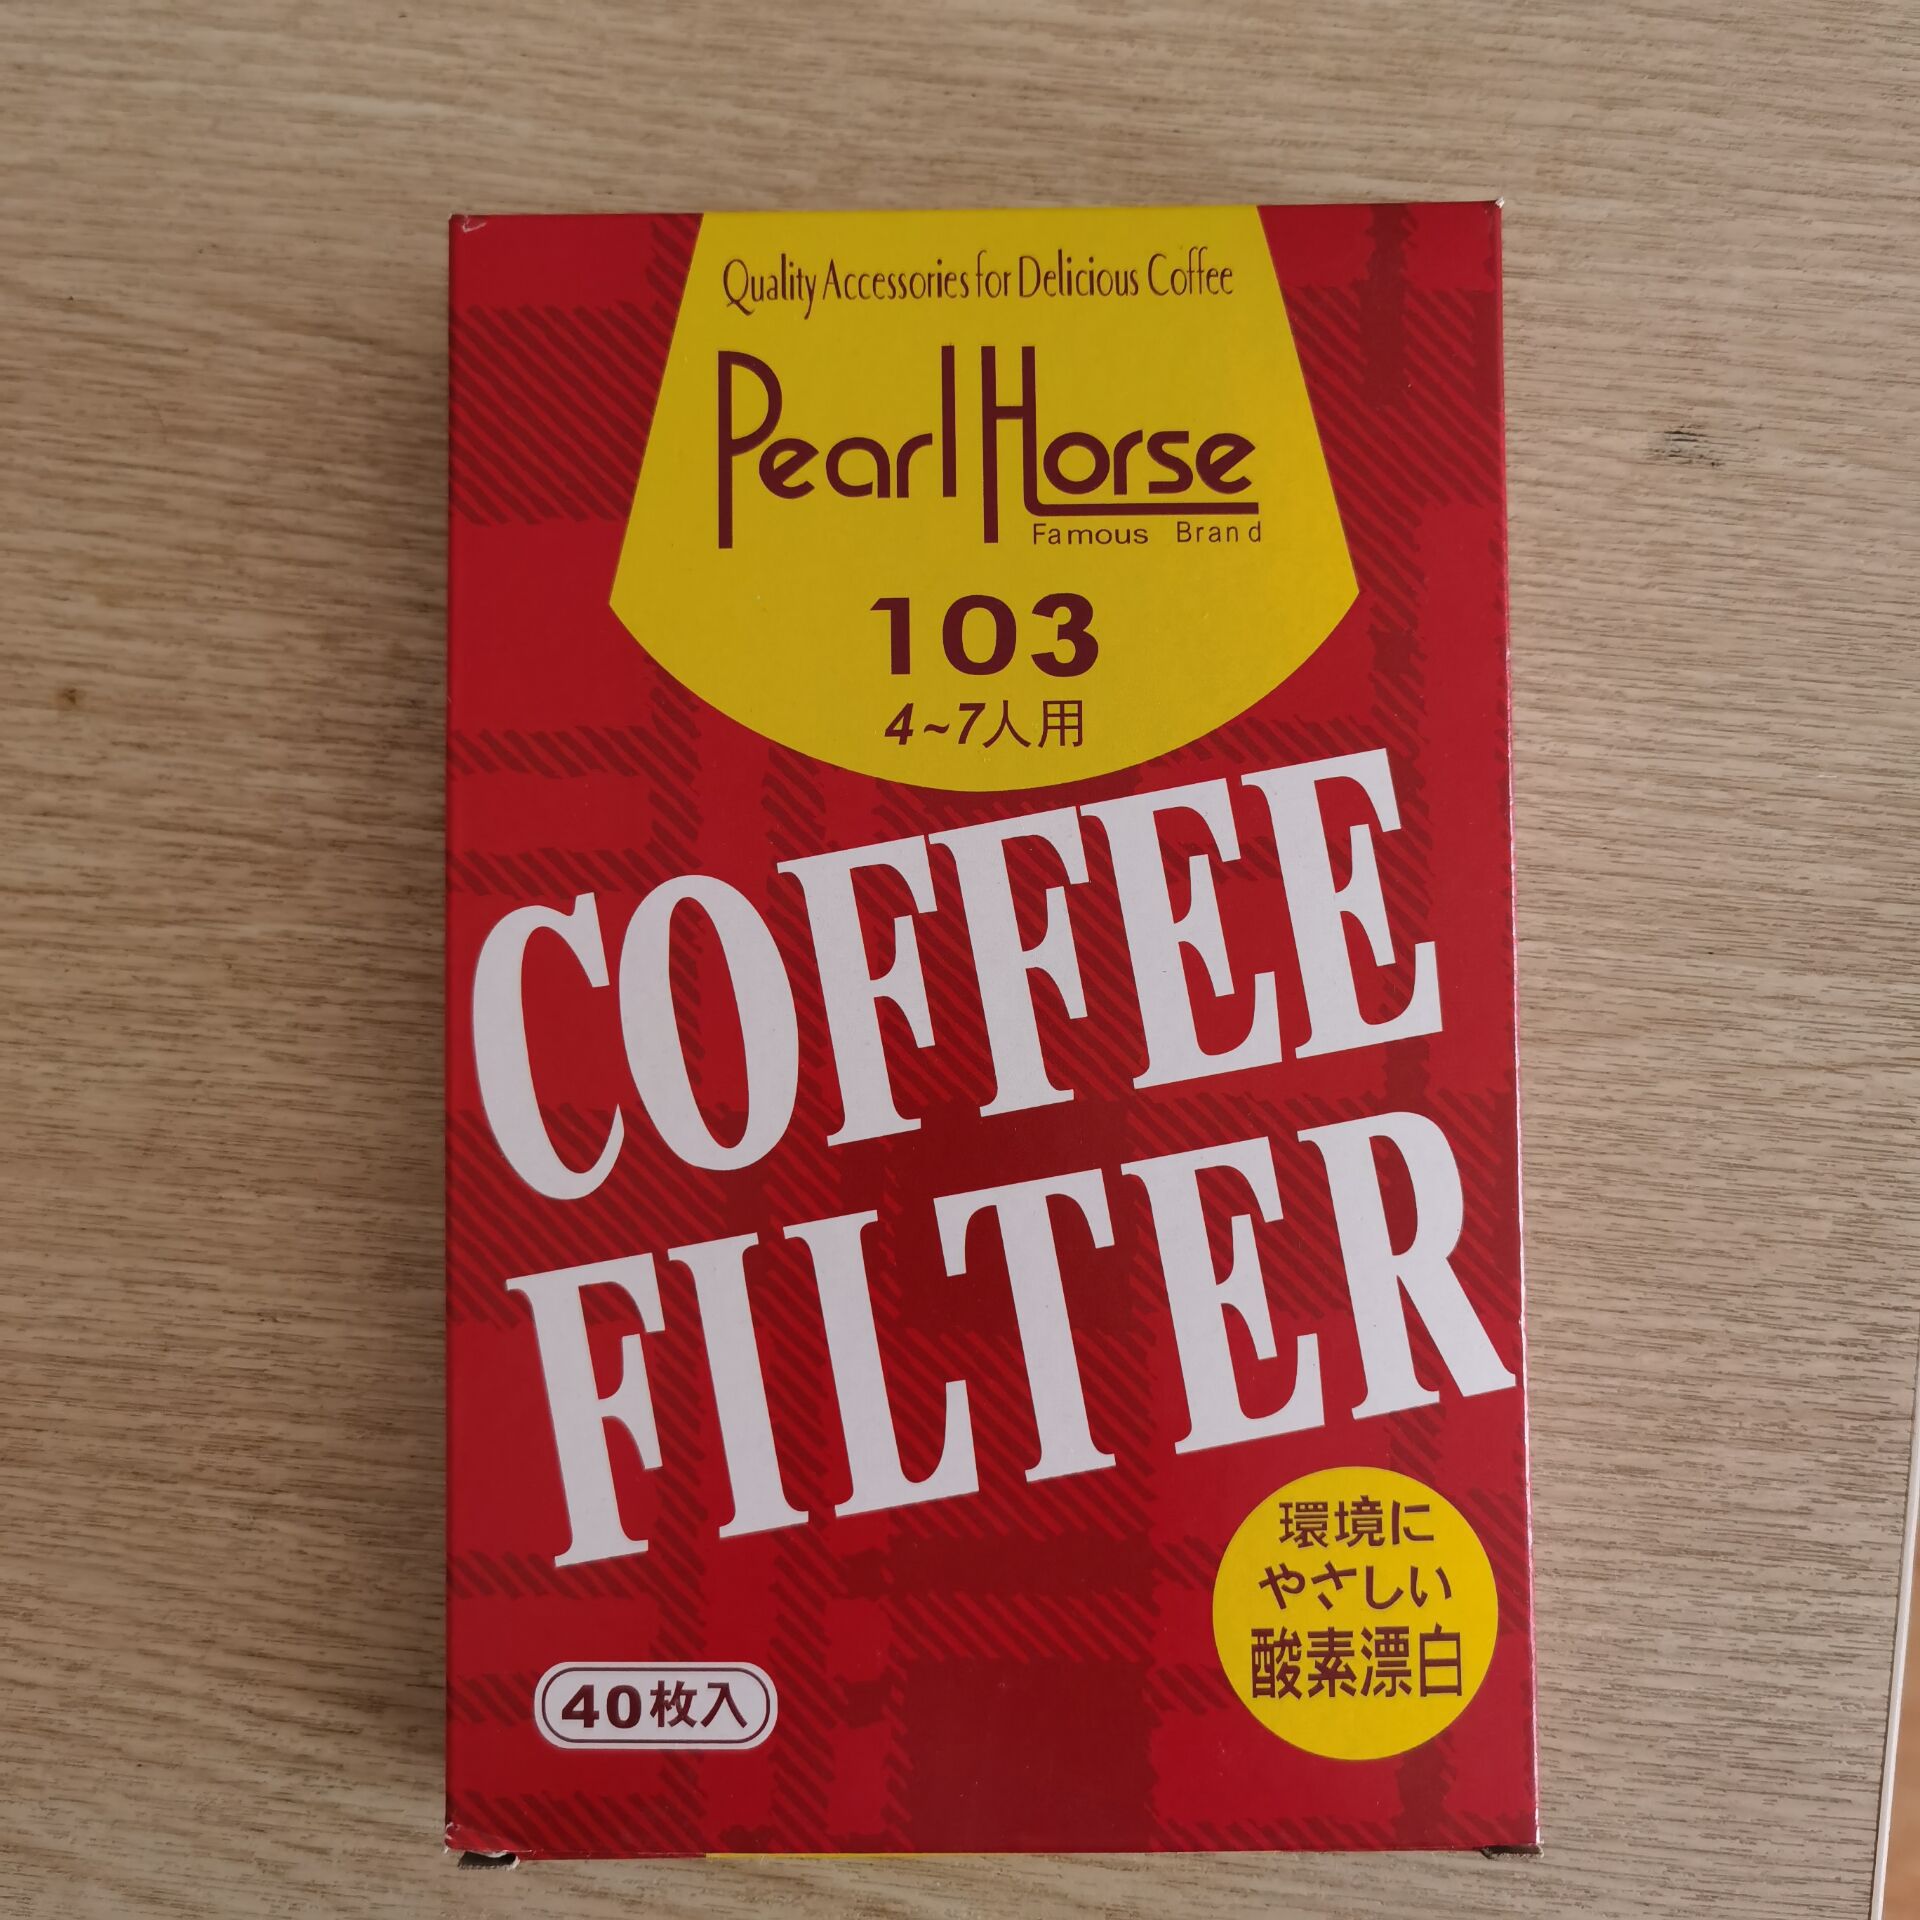 Quality Accessories for Delicious Coffee
Pearl Horse
Famous Brand
103
4~7人用
COFFEE
FILTER
環境に
やさしい
酸素漂白
40枚入